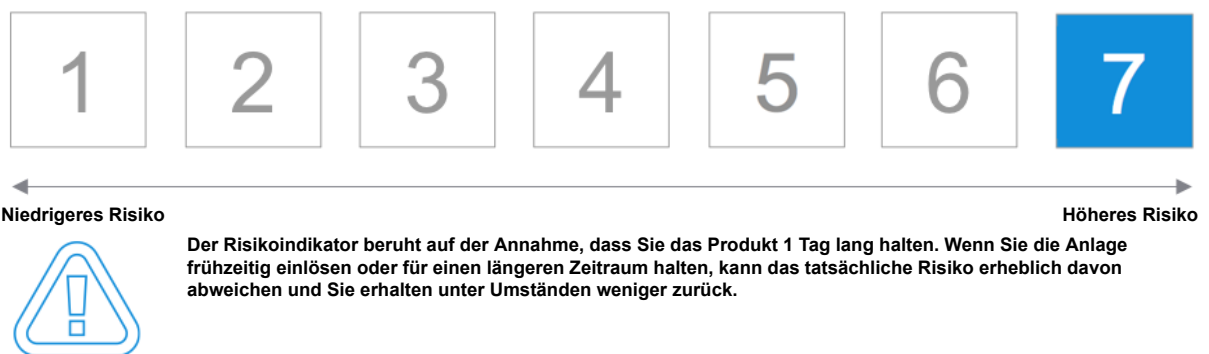 1 2 3 4 5 6 7
Niedrigeres Risiko Höheres Risiko
Der Risikoindikator beruht auf der Annahme, dass Sie das Produkt 1 Tag lang halten. Wenn Sie die Anlage
frühzeitig einlösen oder für einen längeren Zeitraum halten, kann das tatsächliche Risiko erheblich davon
abweichen und Sie erhalten unter Umständen weniger zurück.